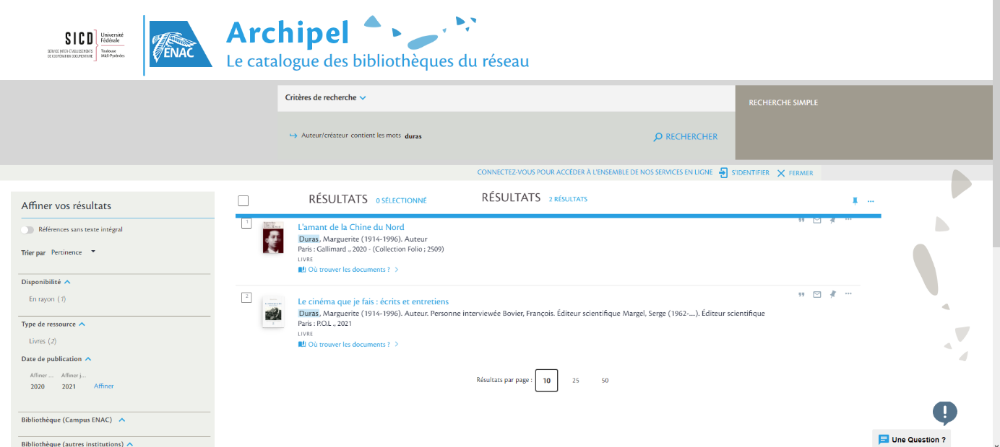 SICD
Université
Fédérale
Toulouse
Midi-Pyrénées
SERVICE INTER-ÉTABLISSEMENTS
DE COOPÉRATION DOCUMENTAIRE
ENAC
Archipel
Le catalogue des bibliothèques du réseau
Critères de recherche
RECHERCHE SIMPLE
Auteur/créateur contient les mots duras
RECHERCHER
CONNECTEZ-VOUS POUR ACCÉDER À L'ENSEMBLE DE NOS SERVICES EN LIGNE S'IDENTIFIER FERMER
Affiner vos résultats
Références sans texte intégral
Trier par Pertinence
Disponibilité
En rayon (1)
Type de ressource
Livres (2)
Date de publication
Affiner ... Affiner j...
2020 2021 Affiner
Bibliothèque (Campus ENAC)
Bibliothèque (autres institutions)
RÉSULTATS 0 SÉLECTIONNÉ RÉSULTATS 2 RÉSULTATS
1
L'amant de la Chine du Nord
Duras, Marguerite (1914-1996). Auteur
Paris : Gallimard ., 2020 - (Collection Folio ; 2509)
LIVRE
Où trouver les documents ?
2
Le cinéma que je fais : écrits et entretiens
Duras, Marguerite (1914-1996). Auteur. Personne interviewée Bovier, François. Éditeur scientifique Margel, Serge (1962-....). Éditeur scientifique
Paris : P.O.L ., 2021
LIVRE
Où trouver les documents ?
Résultats par page : 10 25 50
Une Question ?